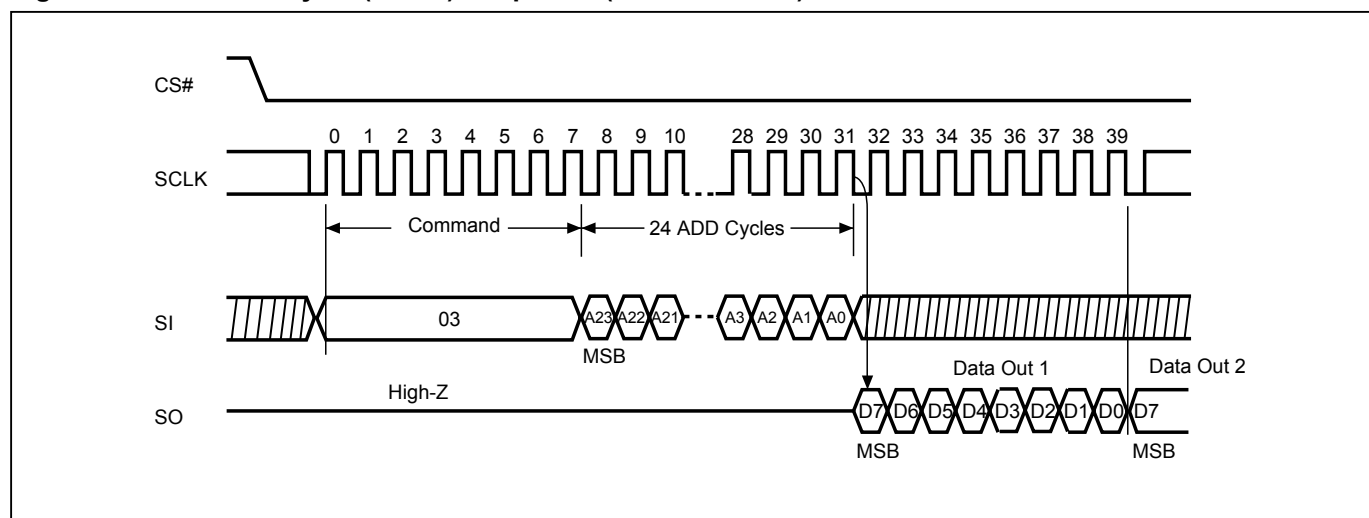 CS#
0 1 2 3 4 5 6 7 8 9 10 28 29 30 31 32 33 34 35 36 37 38 39
SCLK
Command
24 ADD Cycles
SI
03
A23 A22 A21 A3 A2 A1 A0
MSB
Data Out 1
Data Out 2
High-Z
SO
D7 D6 D5 D4 D3 D2 D1 D0 D7
MSB
MSB